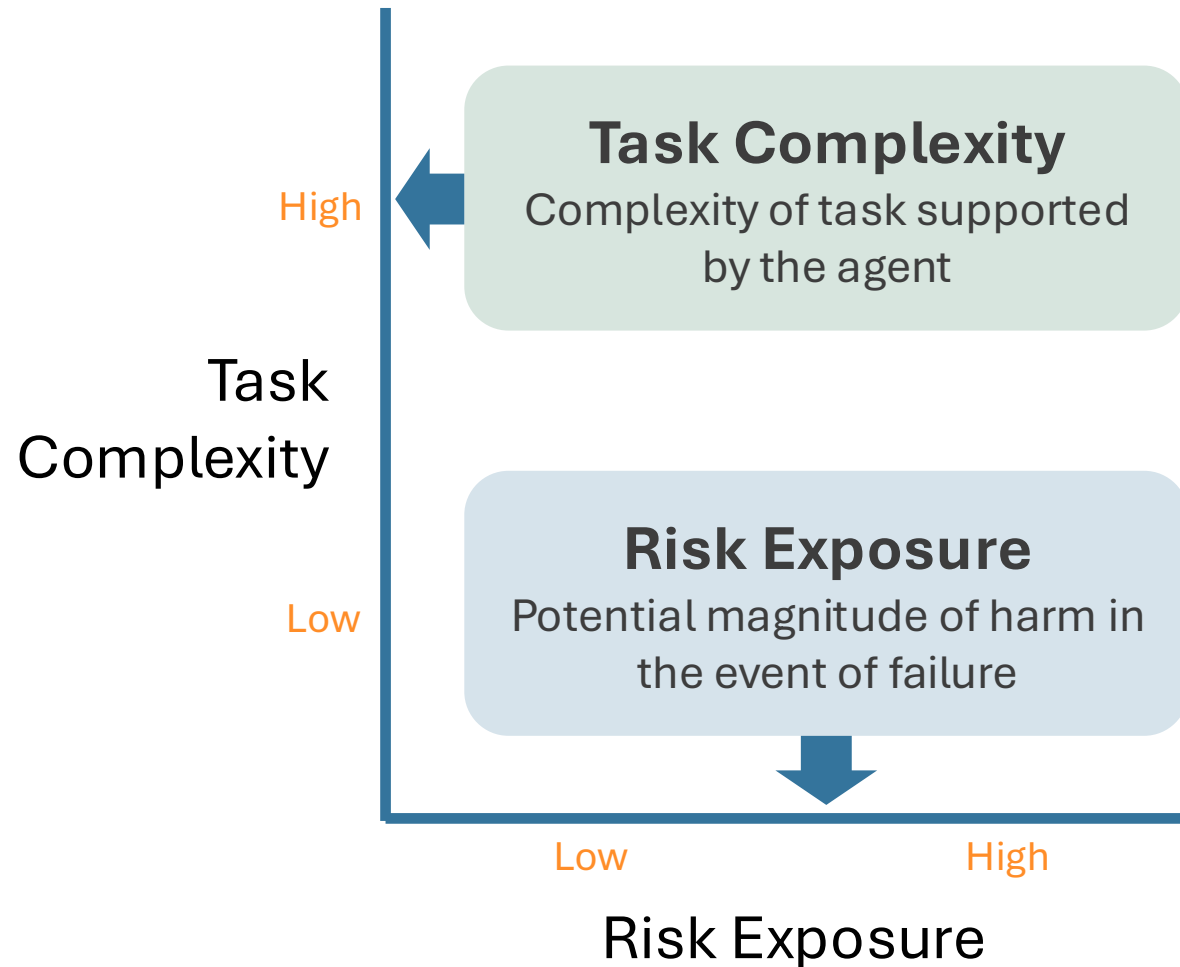 Task Complexity
Complexity of task supported
by the agent
High
Task
Complexity
Risk Exposure
Potential magnitude of harm in
the event of failure
Low
Low
High
Risk Exposure